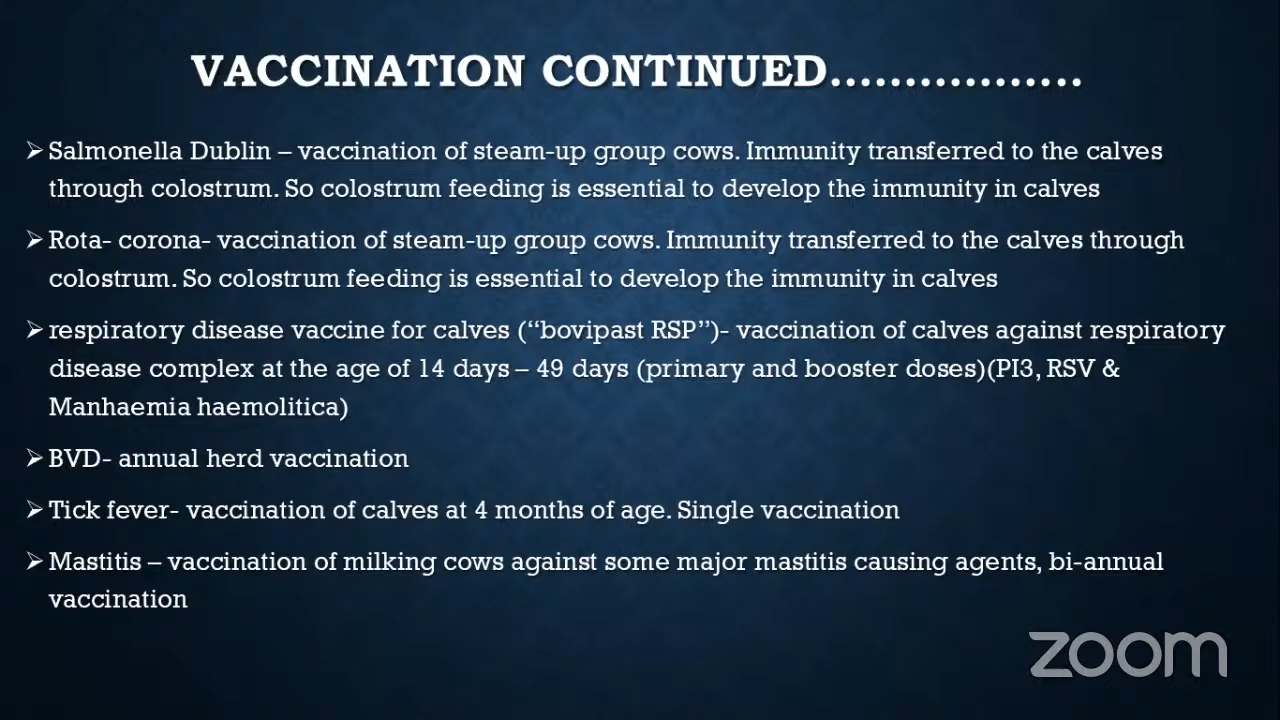 VACCINATION CONTINUED.................
➢Salmonella Dublin – vaccination of steam-up group cows. Immunity transferred to the calves
through colostrum. So colostrum feeding is essential to develop the immunity in calves
➢Rota- corona- vaccination of steam-up group cows. Immunity transferred to the calves through
colostrum. So colostrum feeding is essential to develop the immunity in calves
➢respiratory disease vaccine for calves (“bovipast RSP”)- vaccination of calves against respiratory
disease complex at the age of 14 days – 49 days (primary and booster doses)(PI3, RSV &
Manhaemia haemolitica)
➢BVD- annual herd vaccination
➢Tick fever- vaccination of calves at 4 months of age. Single vaccination
➢Mastitis – vaccination of milking cows against some major mastitis causing agents, bi-annual
vaccination
zoom